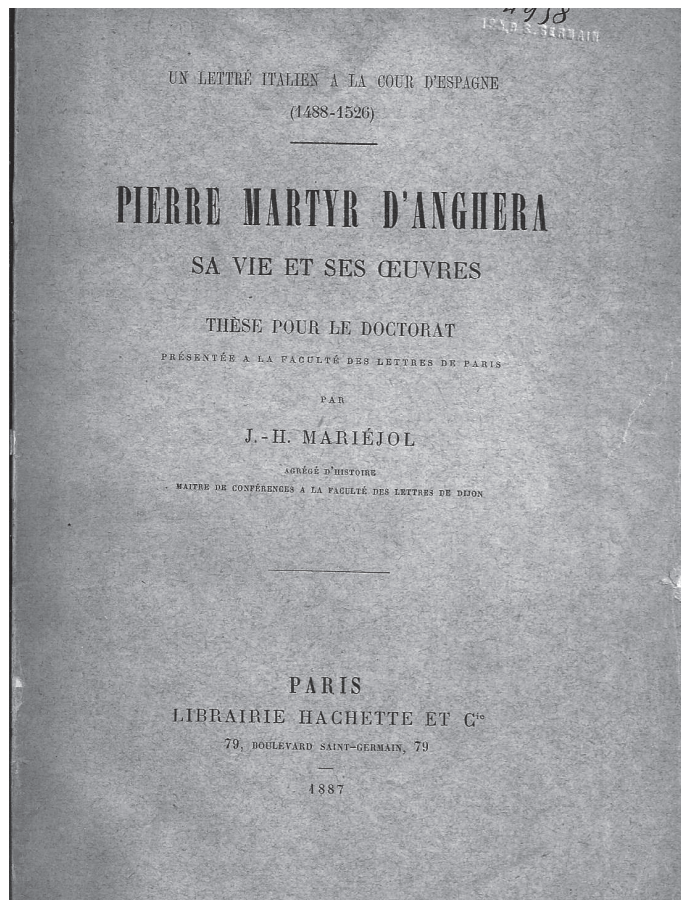 UN LETTRÉ ITALIEN A LA COUR D'ESPAGNE
(1488-1526)
PIERRE MARTYR D'ANGHERA
SA VIE ET SES ŒUVRES
THÈSE POUR LE DOCTORAT
PRÉSENTÉE A LA FACULTÉ DES LETTRES DE PARIS
PAR
J.-H. MARIÉJOL
AGRÉGÉ D'HISTOIRE
MAITRE DE CONFÉRENCES A LA FACULTÉ DES LETTRES DE DIJON
PARIS
LIBRAIRIE HACHETTE ET Cie
79, BOULEVARD SAINT-GERMAIN, 79
1887